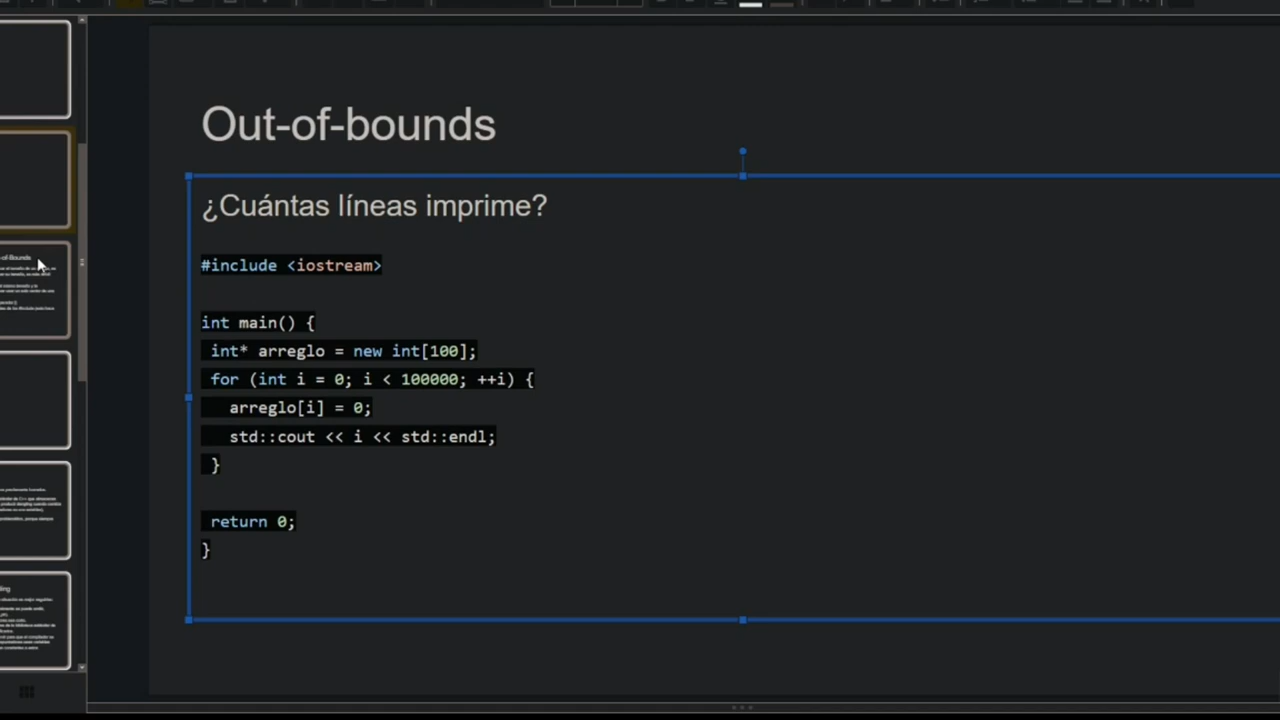 Out-of-bounds
¿Cuántas líneas imprime?
#include <iostream>
int main() {
int* arreglo = new int[100];
for (int i = 0; i < 100000; ++i) {
arreglo[i] = 0;
std::cout << i << std::endl;
}
return 0;
}